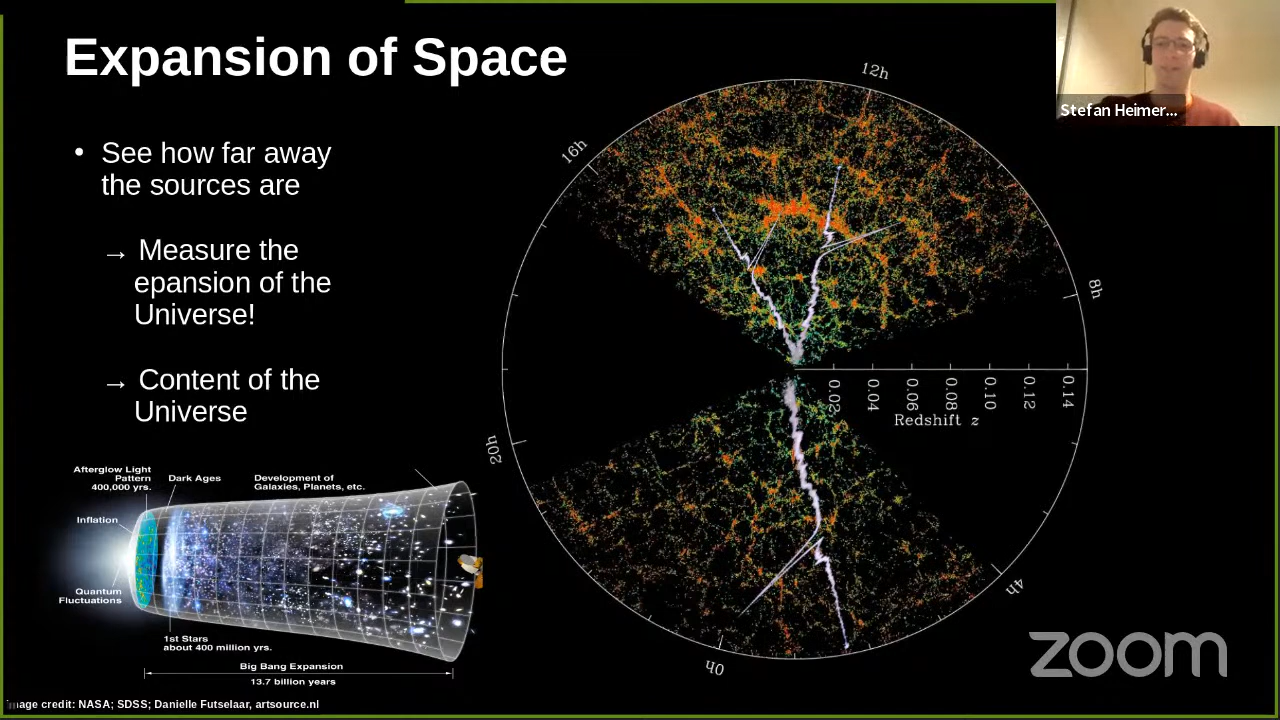 Expansion of Space
• See how far away
the sources are
→ Measure the
epansion of the
Universe!
→ Content of the
Universe
Stefan Heimer...
12h
16h
8h
20h
4h
0h
0.02
0.04
0.06
0.08
0.10
0.12
0.14
Redshift z
Afterglow Light
Pattern
400,000 yrs.
Dark Ages
Development of
Galaxies, Planets, etc.
Inflation
Quantum
Fluctuations
1st Stars
about 400 million yrs.
Big Bang Expansion
13.7 billion years
Image credit: NASA; SDSS; Danielle Futselaar, artsource.nl
zoom